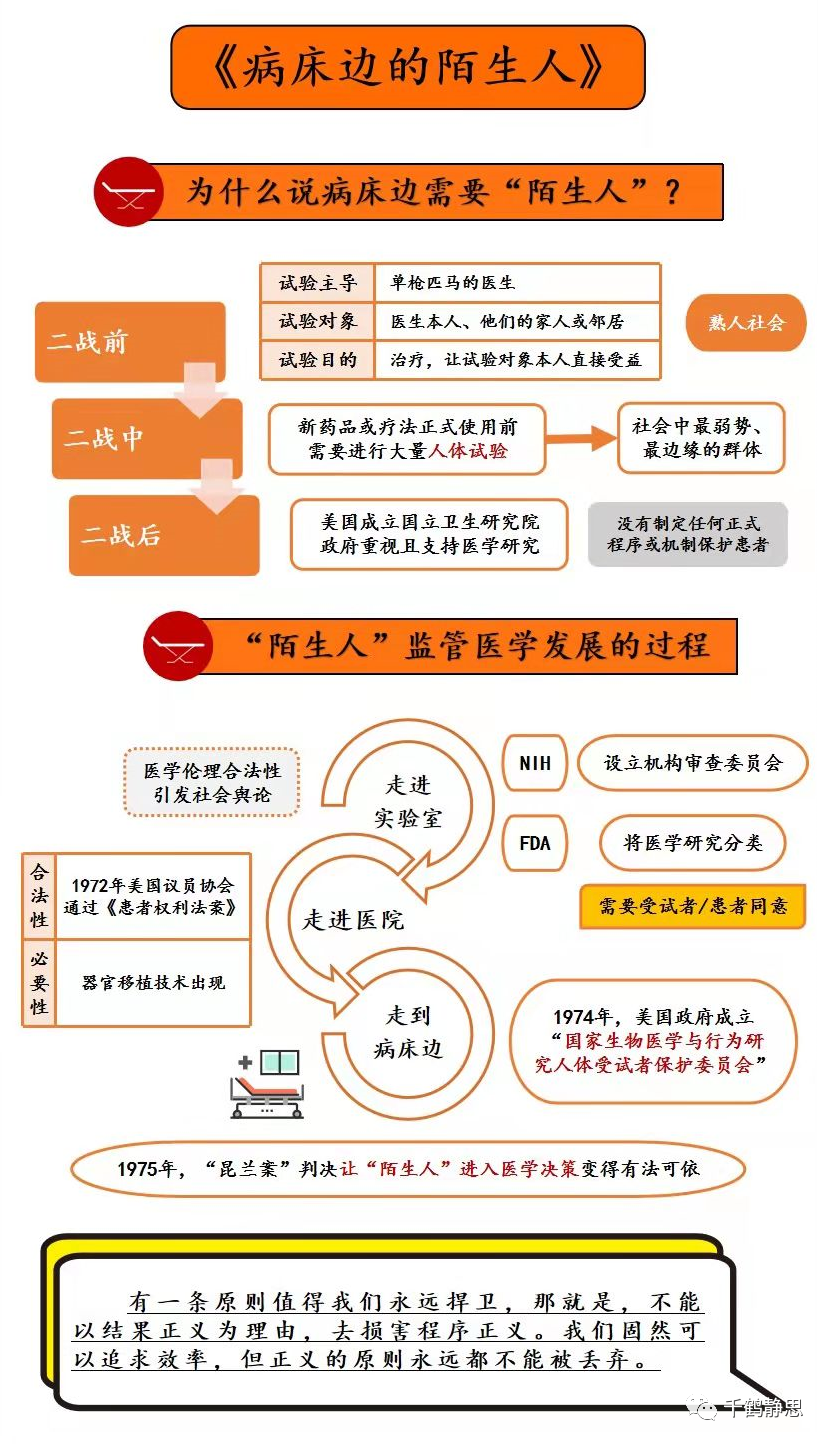 《病床边的陌生人》
为什么说病床边需要“陌生人”？
二战前
试验主导
单枪匹马的医生
试验对象
医生本人、他们的家人或邻居
试验目的
治疗，让试验对象本人直接受益
熟人社会
二战中
新药品或疗法正式使用前
需要进行大量人体试验
社会中最弱势、
最边缘的群体
二战后
美国成立国立卫生研究院
政府重视且支持医学研究
没有制定任何正式
程序或机制保护患者
“陌生人”监管医学发展的过程
医学伦理合法性
引发社会舆论
走进
实验室
NIH
设立机构审查委员会
FDA
将医学研究分类
需要受试者/患者同意
合法性
1972年美国议员协会
通过《患者权利法案》
必要性
器官移植技术出现
走进医院
走到
病床边
1974年，美国政府成立
“国家生物医学与行为研
究人体受试者保护委员会”
1975年，“昆兰案”判决让“陌生人”进入医学决策变得有法可依
有一条原则值得我们永远捍卫，那就是，不能
以结果正义为理由，去损害程序正义。我们固然可
以追求效率，但正义的原则永远都不能被丢弃。
千鹤静思